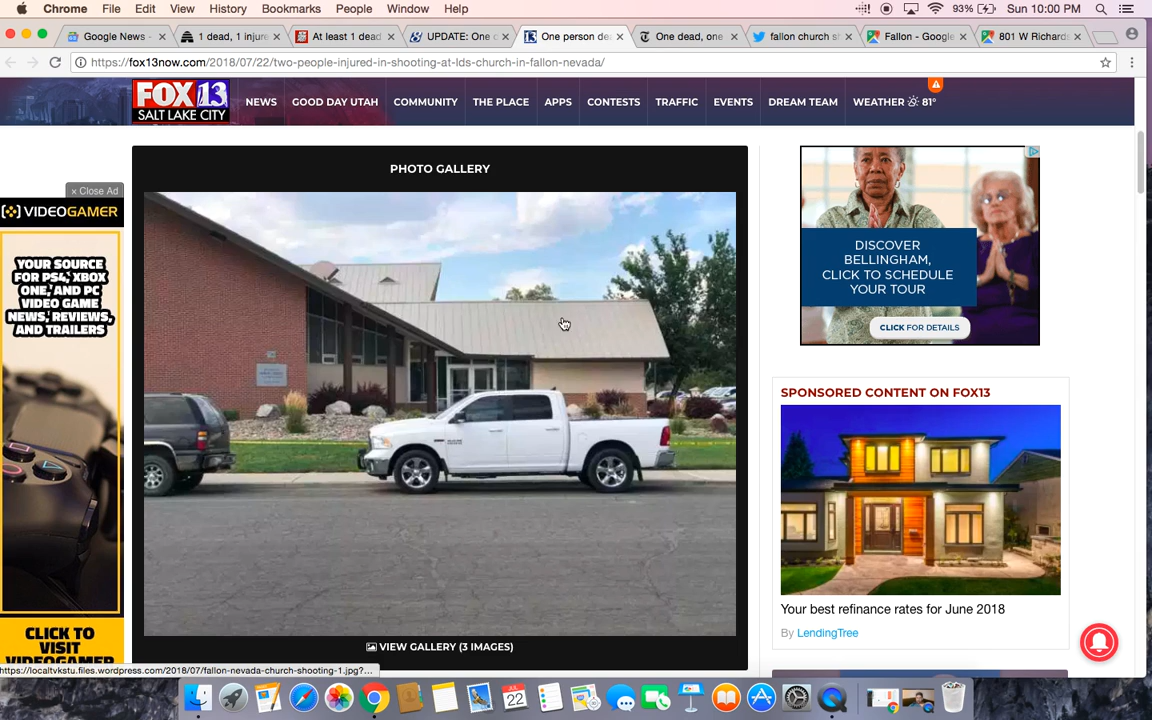 Chrome File Edit View History Bookmarks People Window Help 93% Sun 10:00 PM
Google News - 1 dead, 1 injure At least 1 dead UPDATE: One c One person de One dead, one fallon church s Fallon - Google 801 W Richards
https://fox13now.com/2018/07/22/two-people-injured-in-shooting-at-lds-church-in-fallon-nevada/
FOX 13
SALT LAKE CITY
NEWS GOOD DAY UTAH COMMUNITY THE PLACE APPS CONTESTS TRAFFIC EVENTS DREAM TEAM WEATHER 81°
PHOTO GALLERY
VIEW GALLERY (3 IMAGES)
× Close Ad
VIDEOGAMER
YOUR SOURCE
FOR PS4, XBOX
ONE, AND PC
VIDEO GAME
NEWS, REVIEWS,
AND TRAILERS
CLICK TO
VISIT
VIDEOGAMER
DISCOVER
BELLINGHAM,
CLICK TO SCHEDULE
YOUR TOUR
CLICK FOR DETAILS
SPONSORED CONTENT ON FOX13
Your best refinance rates for June 2018
By LendingTree
https://localtvkstu.files.wordpress.com/2018/07/fallon-nevada-church-shooting-1.jpg?...
JUL
22